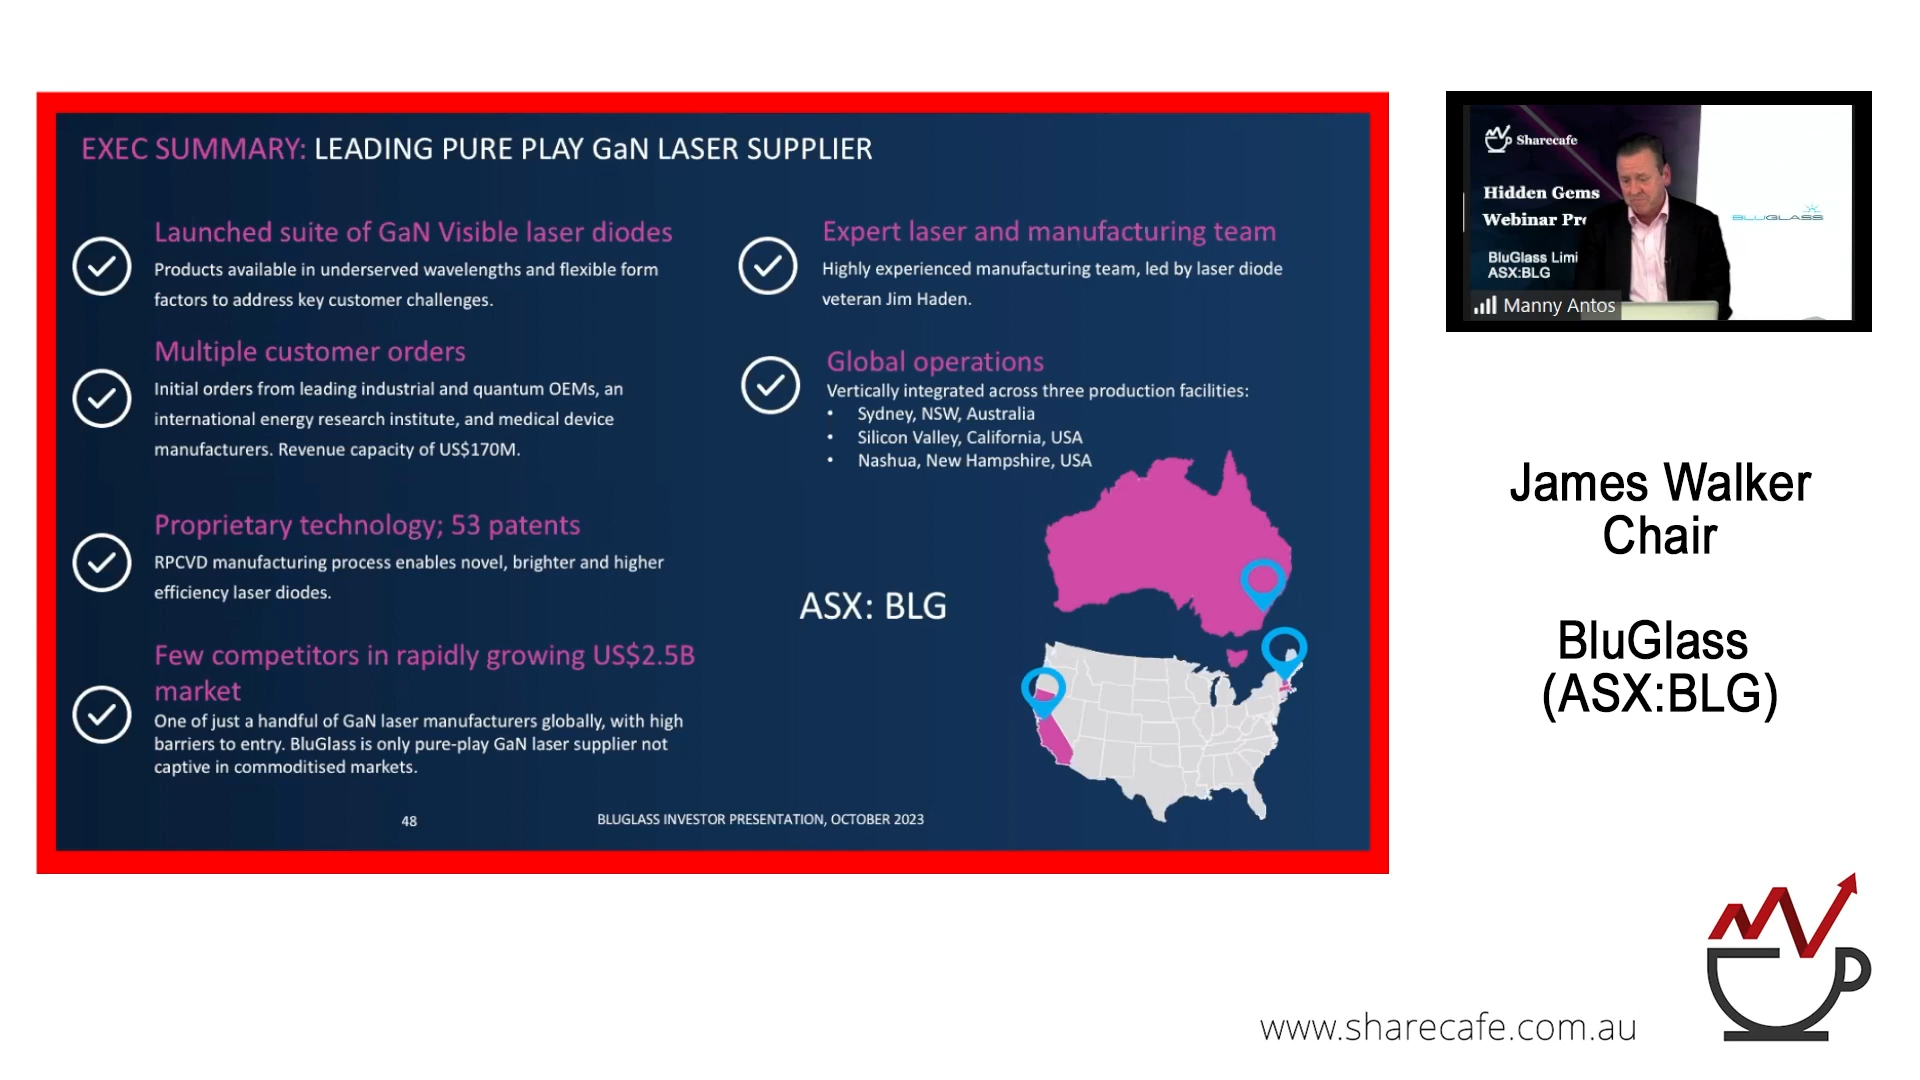 EXEC SUMMARY: LEADING PURE PLAY GaN LASER SUPPLIER
Launched suite of GaN Visible laser diodes
Products available in underserved wavelengths and flexible form
factors to address key customer challenges.
Multiple customer orders
Initial orders from leading industrial and quantum OEMs, an
international energy research institute, and medical device
manufacturers. Revenue capacity of US$170M.
Proprietary technology; 53 patents
RPCVD manufacturing process enables novel, brighter and higher
efficiency laser diodes.
Few competitors in rapidly growing US$2.5B
market
One of just a handful of GaN laser manufacturers globally, with high
barriers to entry. BluGlass is only pure-play GaN laser supplier not
captive in commoditised markets.
Expert laser and manufacturing team
Highly experienced manufacturing team, led by laser diode
veteran Jim Haden.
Global operations
Vertically integrated across three production facilities:
• Sydney, NSW, Australia
• Silicon Valley, California, USA
• Nashua, New Hampshire, USA
ASX: BLG
48
BLUGLASS INVESTOR PRESENTATION, OCTOBER 2023
Sharecafe
Hidden Gems
Webinar Pre
BluGlass Limi
ASX:BLG
Manny Antos
BLUGLASS
James Walker
Chair
BluGlass
(ASX:BLG)
www.sharecafe.com.au